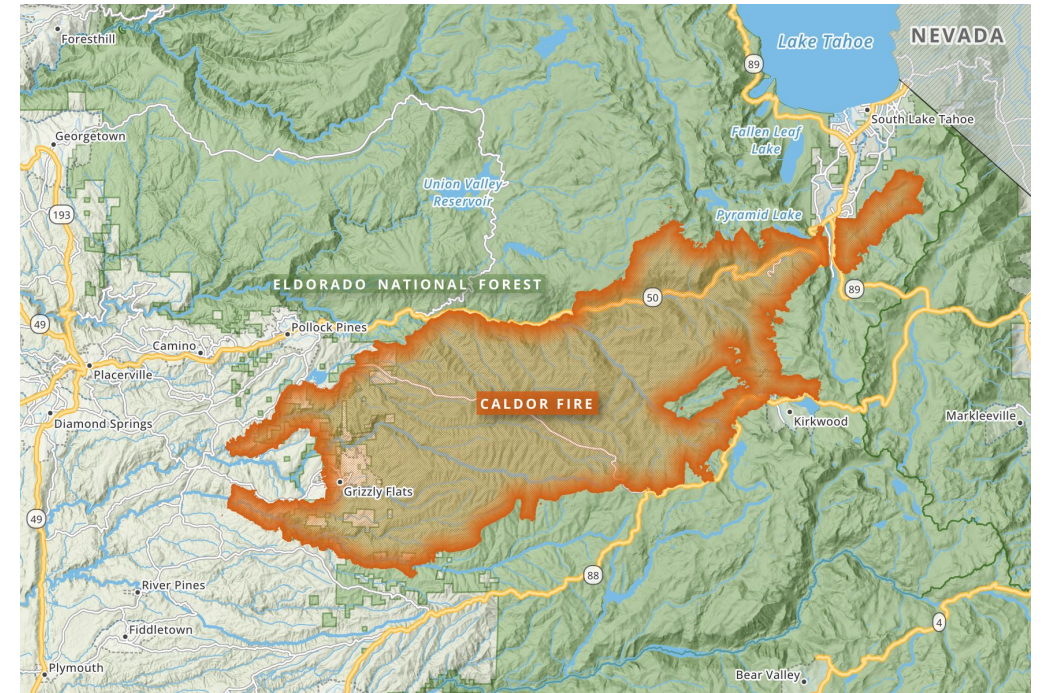 Foresthill
Lake Tahoe
NEVADA
89
South Lake Tahoe
Georgetown
Fallen Leaf
Lake
Union Valley
Reservoir
193
Pyramid Lake
ELDORADO NATIONAL FOREST
50
89
49
Pollock Pines
Camino
Placerville
CALDOR FIRE
Diamond Springs
Kirkwood
Markleeville
Grizzly Flats
49
88
River Pines
Fiddletown
4
Plymouth
Bear Valley